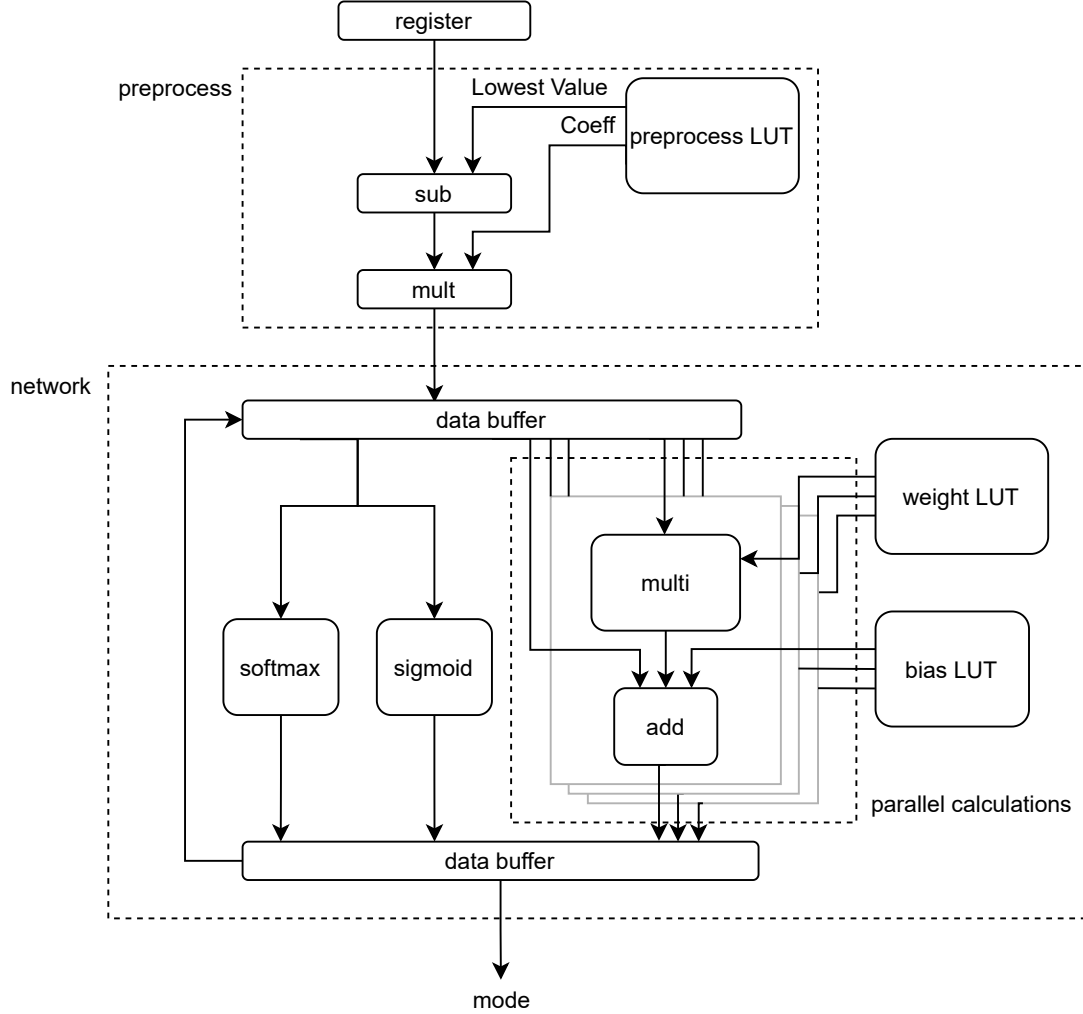 register
preprocess
Lowest Value
Coeff
preprocess LUT
sub
mult
network
data buffer
weight LUT
multi
softmax
sigmoid
bias LUT
add
parallel calculations
data buffer
mode